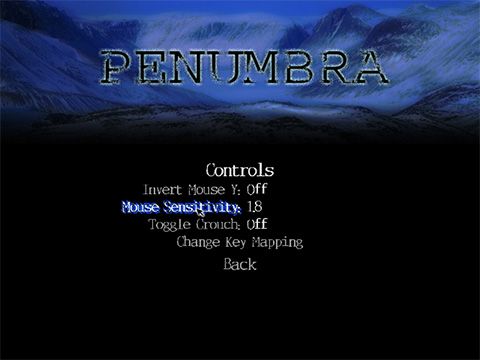 PENUMBRA
Controls
Invert Mouse Y: Off
Mouse Sensitivity: 1.8
Toggle Crouch: Off
Change Key Mapping
Back